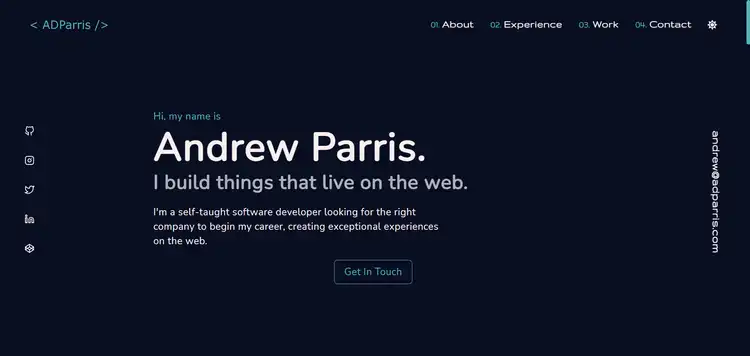 < ADParris />
01. About
02. Experience
03. Work
04. Contact
Hi, my name is
Andrew Parris.
I build things that live on the web.
I'm a self-taught software developer looking for the right
company to begin my career, creating exceptional experiences
on the web.
Get In Touch
andrew@adparris.com